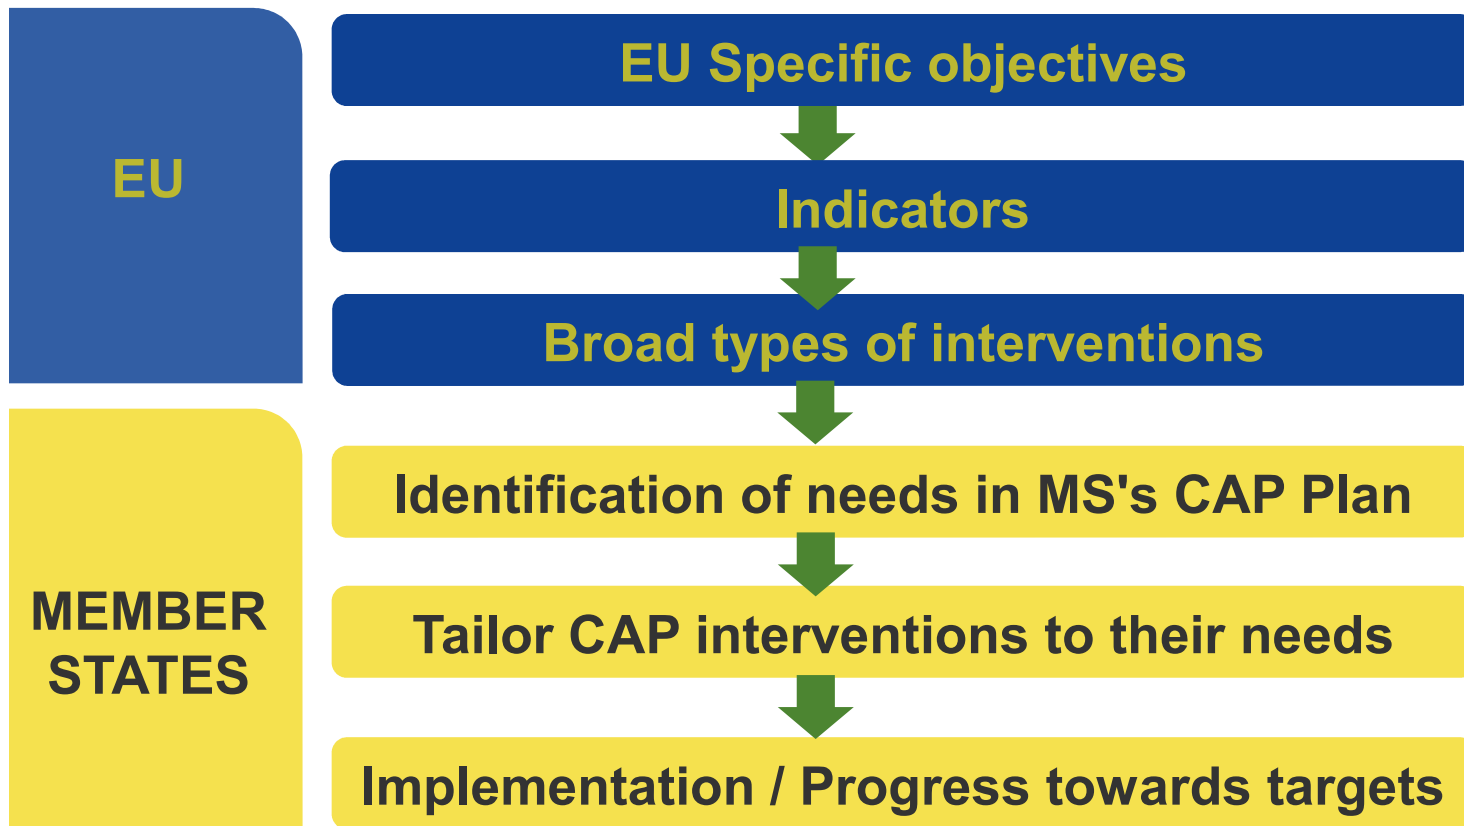 EU
EU Specific objectives
Indicators
Broad types of interventions
MEMBER
STATES
Identification of needs in MS's CAP Plan
Tailor CAP interventions to their needs
Implementation / Progress towards targets